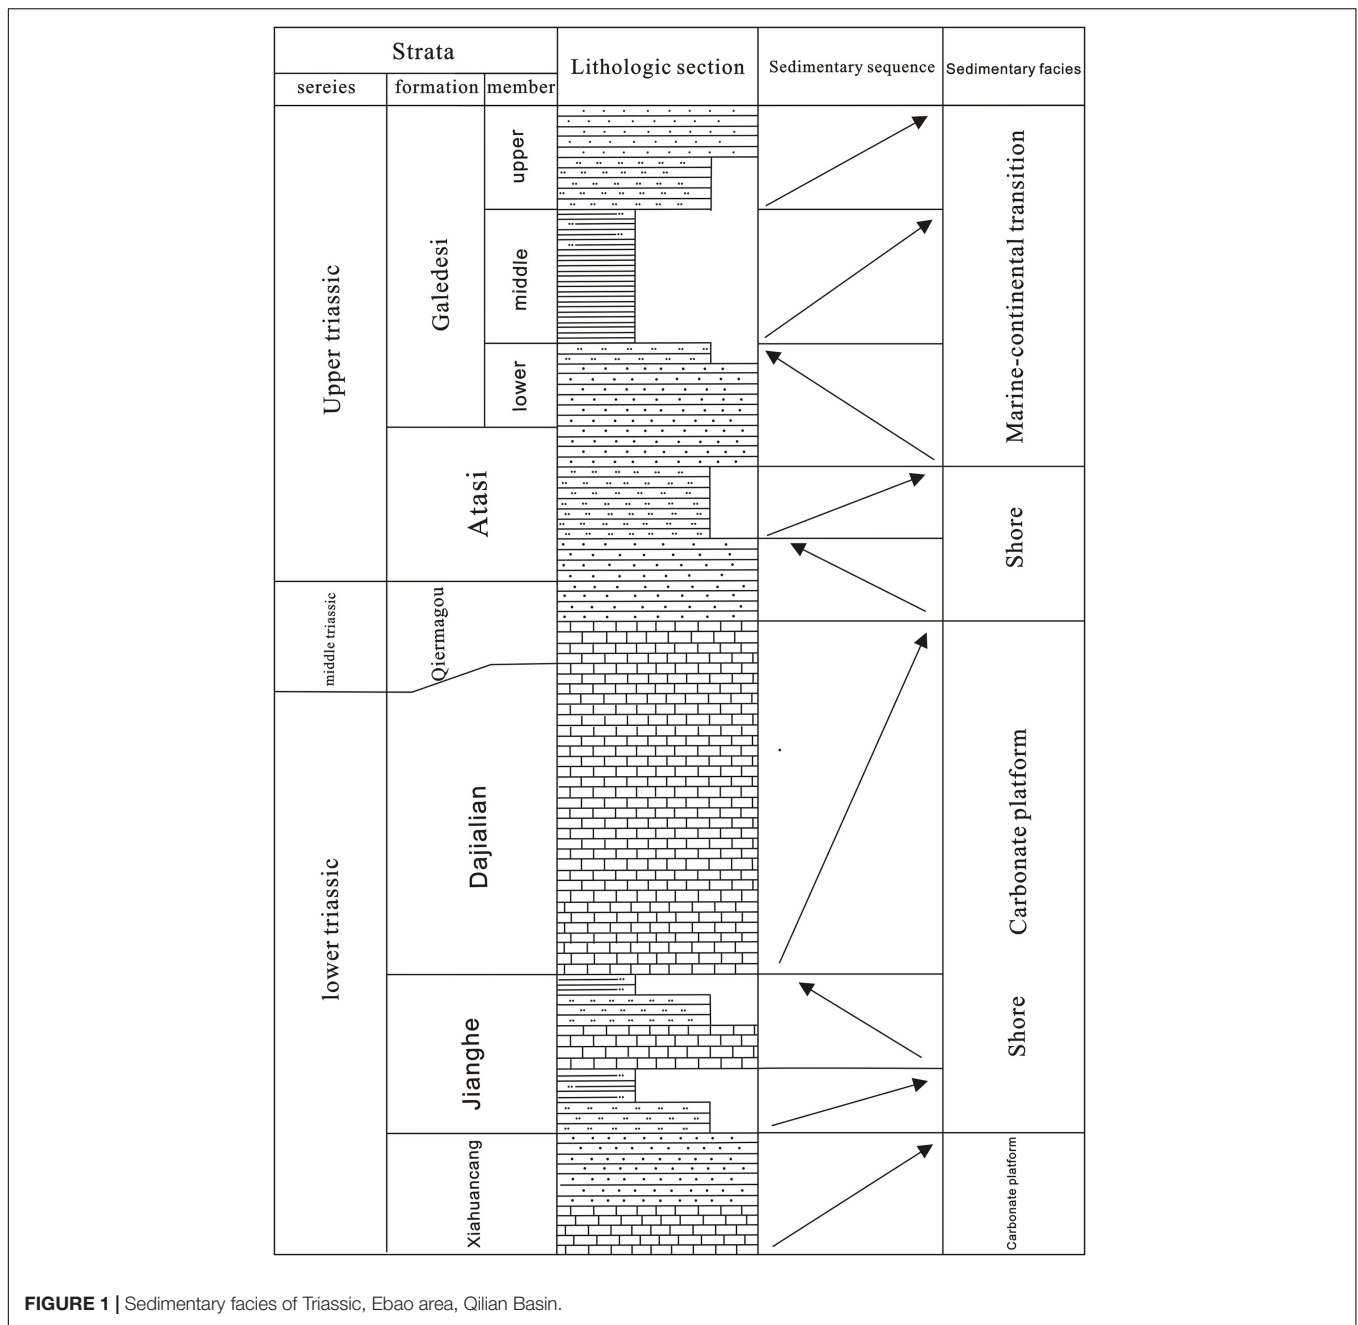 Strata
Lithologic section
Sedimentary sequence
Sedimentary facies
sereies
formation
member
Upper triassic
Galedesi
upper
middle
lower
Marine-continental transition
Atasi
Shore
middle triassic
Qiermagou
lower triassic
Dajialian
Carbonate platform
Jianghe
Shore
Xiahuancang
Carbonate platform
FIGURE 1 | Sedimentary facies of Triassic, Ebao area, Qilian Basin.